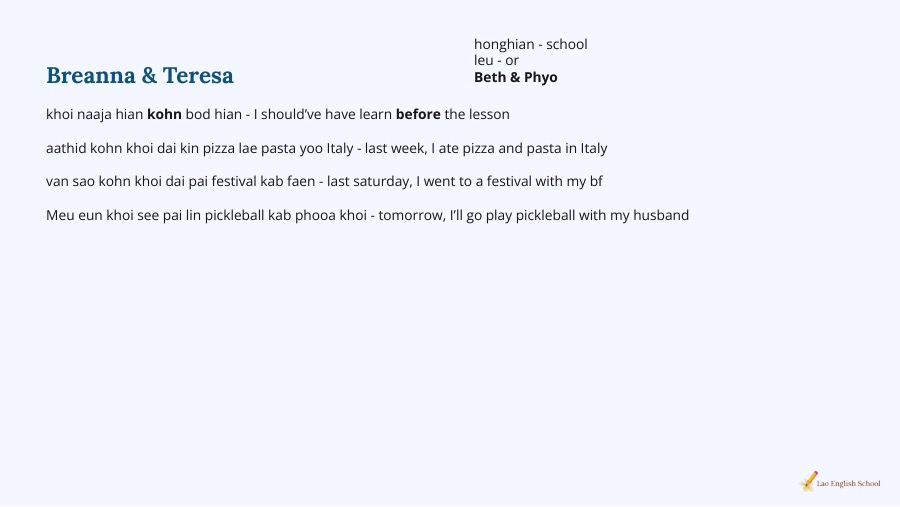 honghian - school
leu - or
Beth & Phyo
Breanna & Teresa
khoi naaja hian kohn bod hian - I should’ve have learn before the lesson
aathid kohn khoi dai kin pizza lae pasta yoo Italy - last week, I ate pizza and pasta in Italy
van sao kohn khoi dai pai festival kab faen - last saturday, I went to a festival with my bf
Meu eun khoi see pai lin pickleball kab phooa khoi - tomorrow, I’ll go play pickleball with my husband
Lao English School